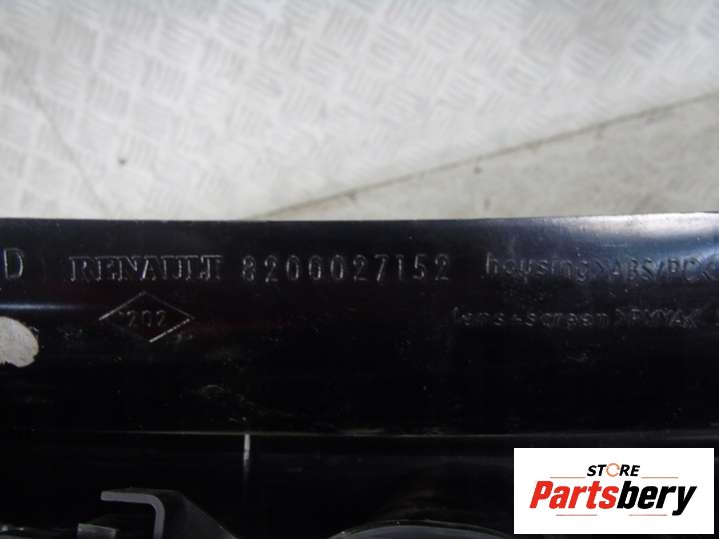 D RENAULT 8200027152 housing>ABS/PC<
202
lens+screen>PMMA<
STORE
Partsbery